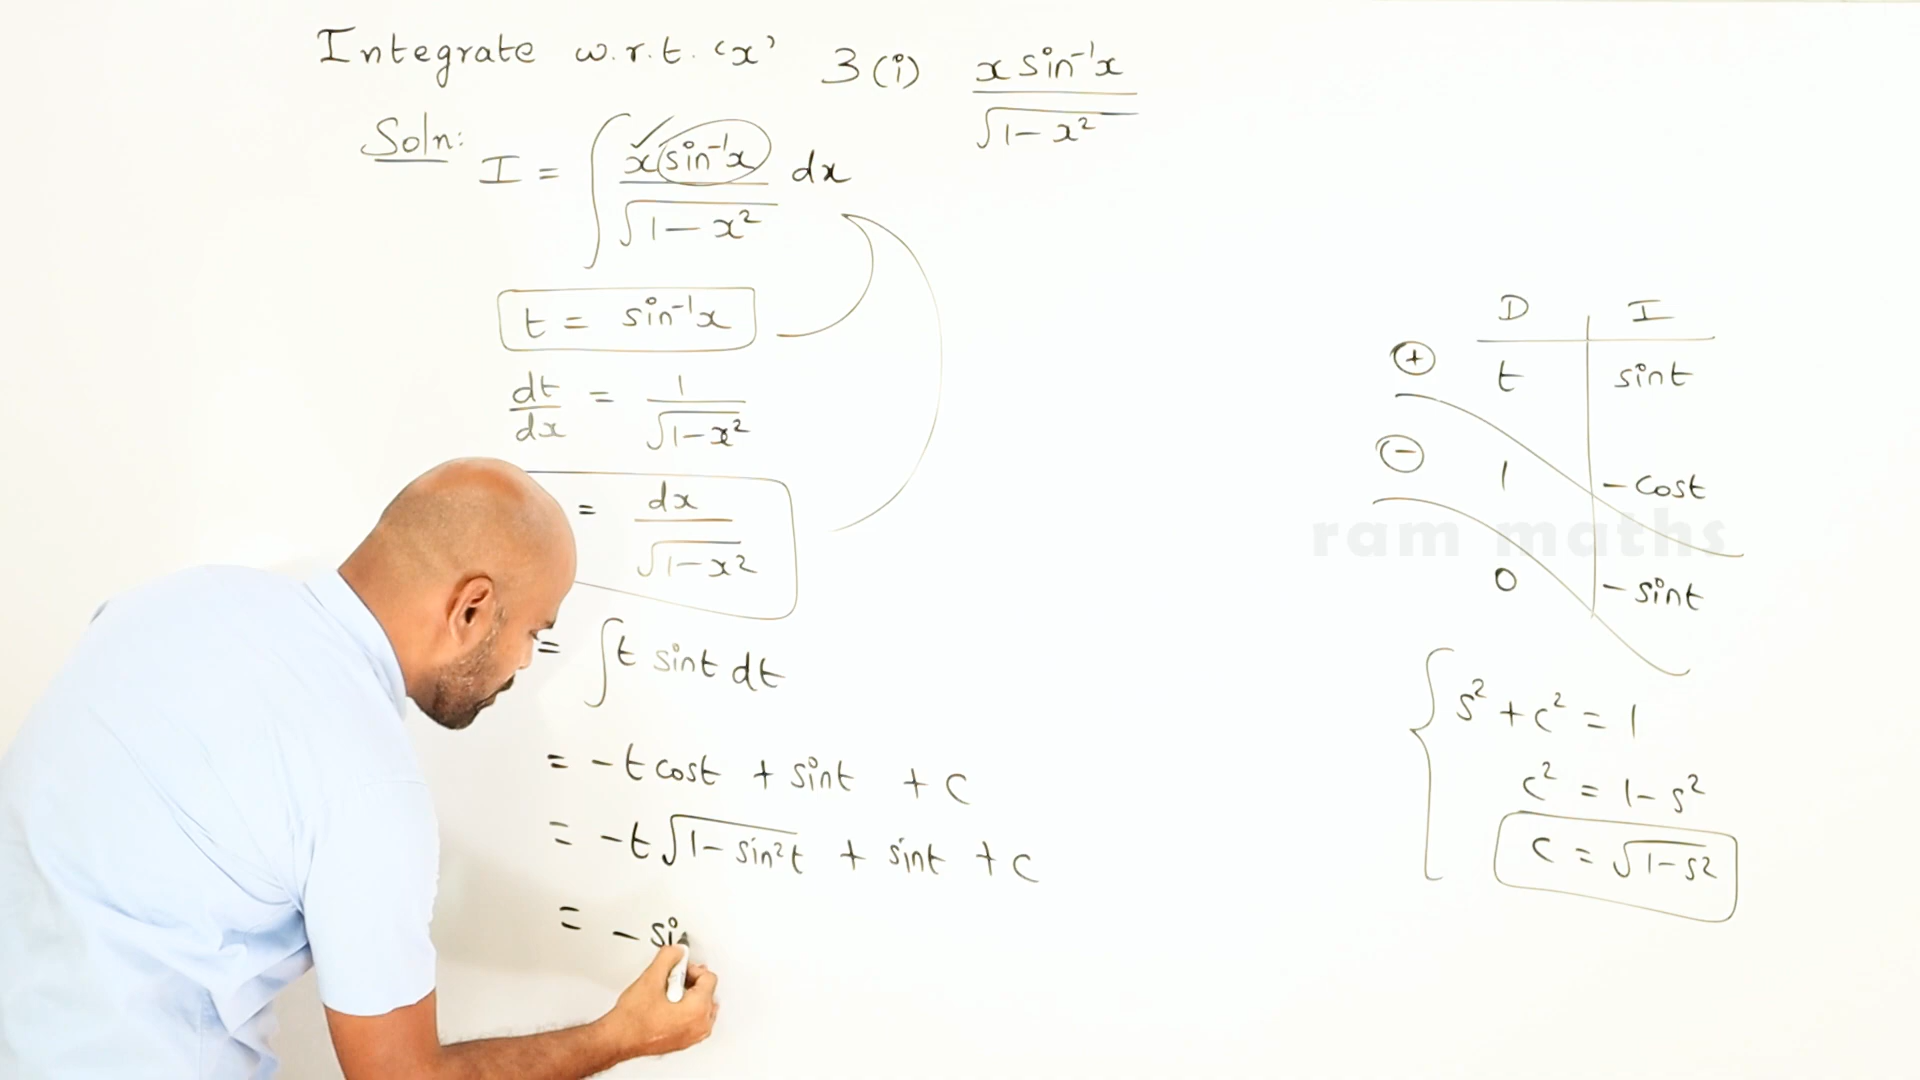 Integrate w.r.t. 'x' 3(i) x sin⁻¹x / √1-x²
Soln: I = ∫ x sin⁻¹x / √1-x² dx
t = sin⁻¹x
dt/dx = 1/√1-x²
= dx/√1-x²
= ∫ t sint dt
= -t cost + sint + c
= -t√1-sin²t + sint + c
= - si
D I
+ t sint
- 1 -cost
0 -sint
ram maths
s² + c² = 1
c² = 1-s²
c = √1-s²